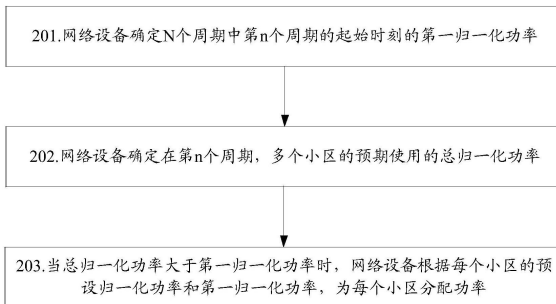 201.网络设备确定N个周期中第n个周期的起始时刻的第一归一化功率
202.网络设备确定在第n个周期，多个小区的预期使用的总归一化功率
203.当总归一化功率大于第一归一化功率时，网络设备根据每个小区的预
设归一化功率和第一归一化功率，为每个小区分配功率